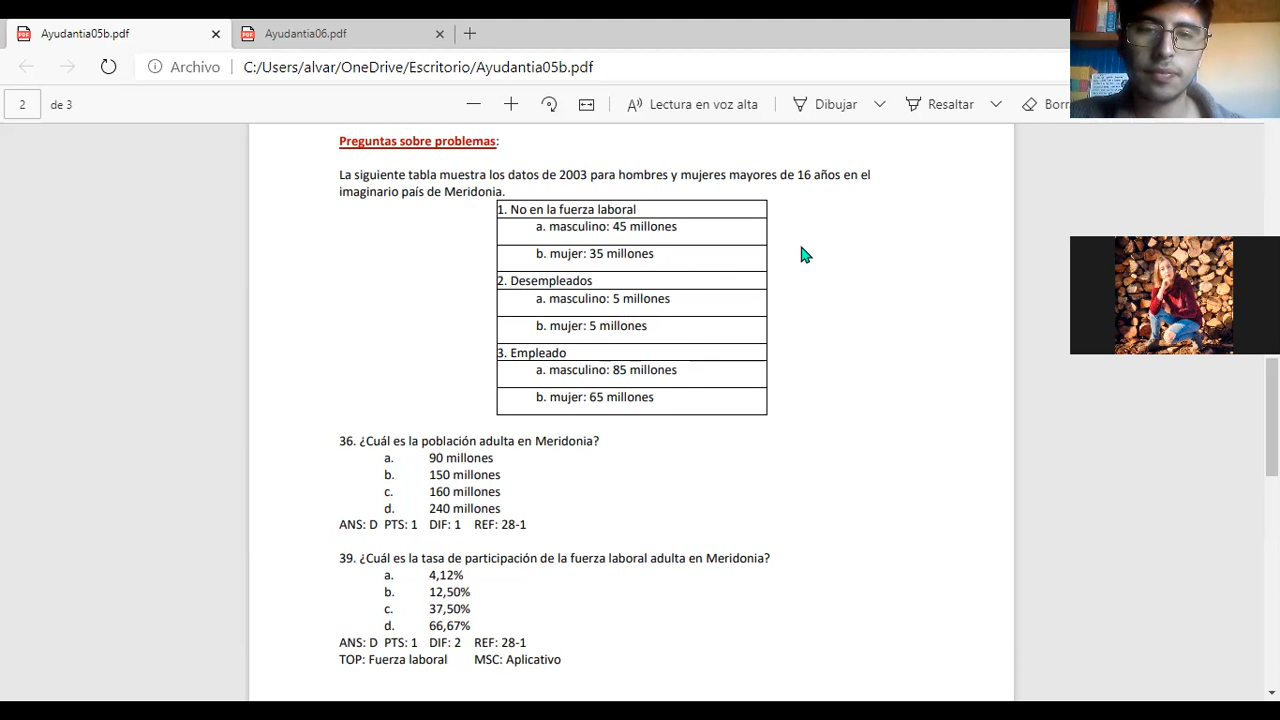 Ayudantia05b.pdf
Ayudantia06.pdf
Archivo
C:/Users/alvar/OneDrive/Escritorio/Ayudantia05b.pdf
2 de 3
Lectura en voz alta
Dibujar
Resaltar
Preguntas sobre problemas:
La siguiente tabla muestra los datos de 2003 para hombres y mujeres mayores de 16 años en el
imaginario país de Meridonia.
1. No en la fuerza laboral
a. masculino: 45 millones
b. mujer: 35 millones
2. Desempleados
a. masculino: 5 millones
b. mujer: 5 millones
3. Empleado
a. masculino: 85 millones
b. mujer: 65 millones
36. ¿Cuál es la población adulta en Meridonia?
a. 90 millones
b. 150 millones
c. 160 millones
d. 240 millones
ANS: D PTS: 1 DIF: 1 REF: 28-1
39. ¿Cuál es la tasa de participación de la fuerza laboral adulta en Meridonia?
a. 4,12%
b. 12,50%
c. 37,50%
d. 66,67%
ANS: D PTS: 1 DIF: 2 REF: 28-1
TOP: Fuerza laboral MSC: Aplicativo